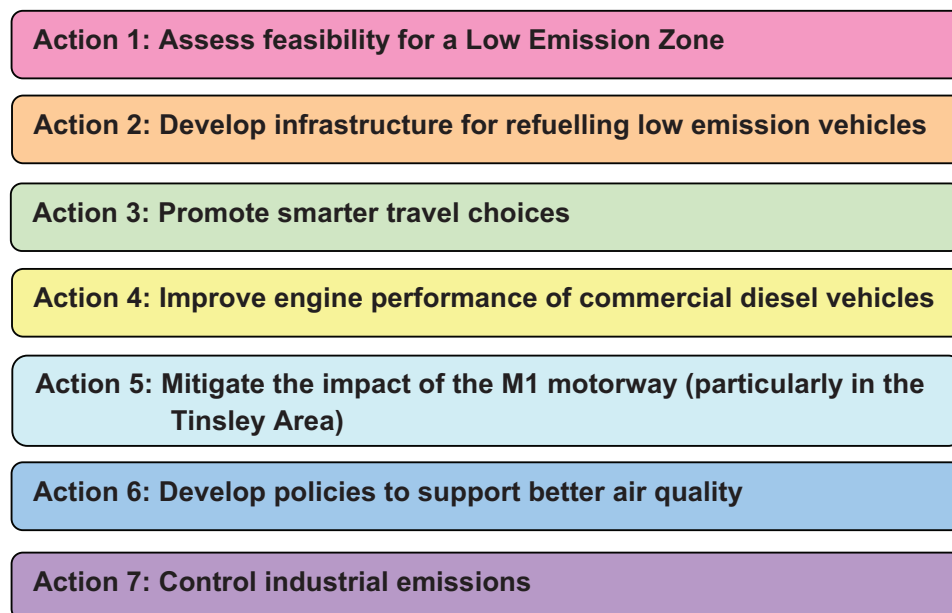 Action 1: Assess feasibility for a Low Emission Zone
Action 2: Develop infrastructure for refuelling low emission vehicles
Action 3: Promote smarter travel choices
Action 4: Improve engine performance of commercial diesel vehicles
Action 5: Mitigate the impact of the M1 motorway (particularly in the
Tinsley Area)
Action 6: Develop policies to support better air quality
Action 7: Control industrial emissions